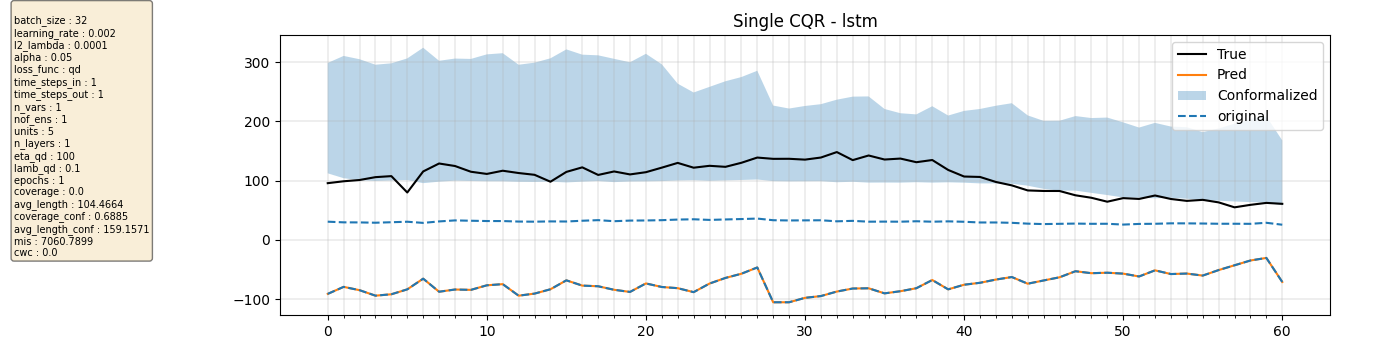 Single CQR - lstm
batch_size : 32
learning_rate : 0.002
l2_lambda : 0.0001
alpha : 0.05
loss_func : qd
time_steps_in : 1
time_steps_out : 1
n_vars : 1
nof_ens : 1
units : 5
n_layers : 1
eta_qd : 100
lamb_qd : 0.1
epochs : 1
coverage : 0.0
avg_length : 104.4664
coverage_conf : 0.6885
avg_length_conf : 159.1571
mis : 7060.7899
cwc : 0.0
300
200
100
0
−100
True
Pred
Conformalized
original
0 10 20 30 40 50 60